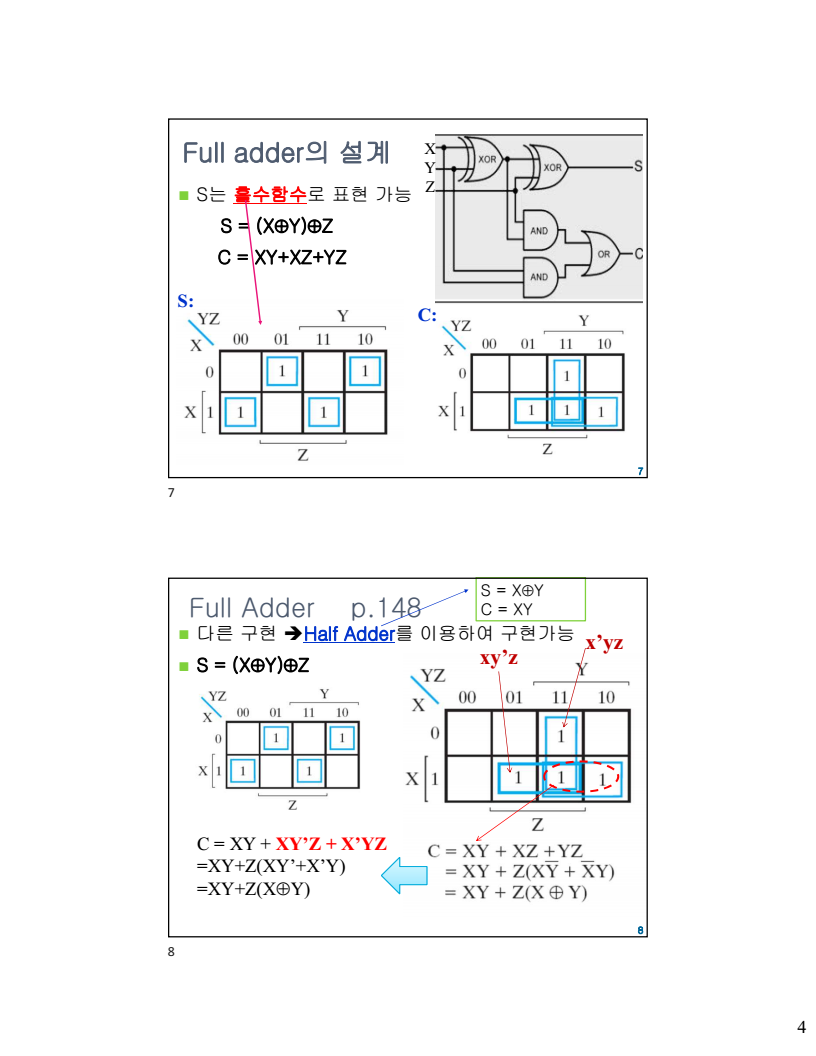 Full adder의 설계
S는 홀수함수로 표현 가능
S = (X⊕Y)⊕Z
C = XY+XZ+YZ
X
Y
Z
XOR
XOR
S
AND
AND
OR
C
S:
YZ
X
Y
00 01 11 10
0
1 1
X 1
1 1
Z
C:
YZ
X
Y
00 01 11 10
0
1
X 1
1 1 1
Z
7
7
Full Adder p.148
S = X⊕Y
C = XY
다른 구현 ➔Half Adder를 이용하여 구현가능
S = (X⊕Y)⊕Z
YZ
X
Y
00 01 11 10
0
1 1
X 1
1 1
Z
xy’z
x’yz
YZ
X
Y
00 01 11 10
0
1
X 1
1 1 1
Z
C = XY + XY’Z + X’YZ
=XY+Z(XY’+X’Y)
=XY+Z(X⊕Y)
C = XY + XZ + YZ
= XY + Z(XY̅ + X̅Y)
= XY + Z(X ⊕ Y)
8
8
4